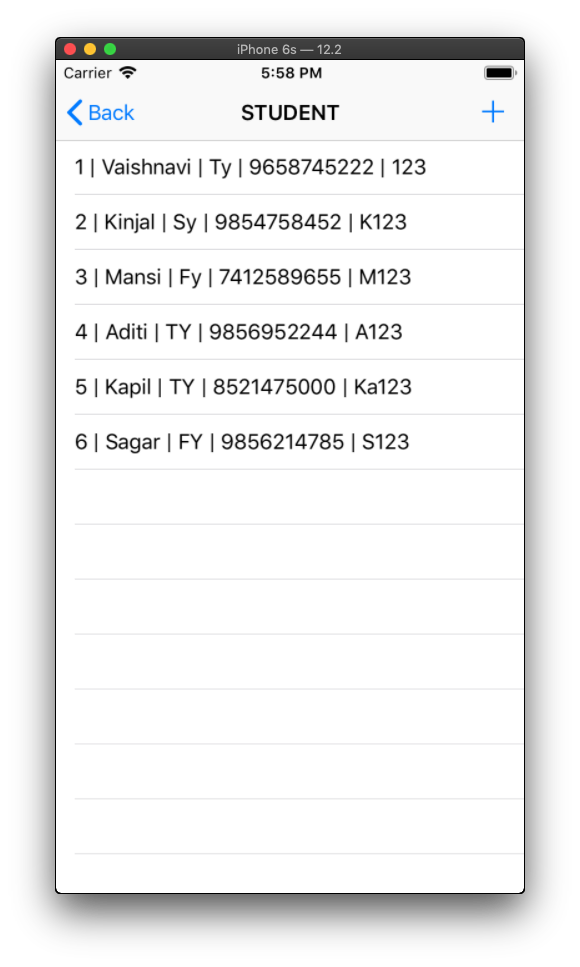 iPhone 6s — 12.2
Carrier 5:58 PM
Back STUDENT +
1 | Vaishnavi | Ty | 9658745222 | 123
2 | Kinjal | Sy | 9854758452 | K123
3 | Mansi | Fy | 7412589655 | M123
4 | Aditi | TY | 9856952244 | A123
5 | Kapil | TY | 8521475000 | Ka123
6 | Sagar | FY | 9856214785 | S123